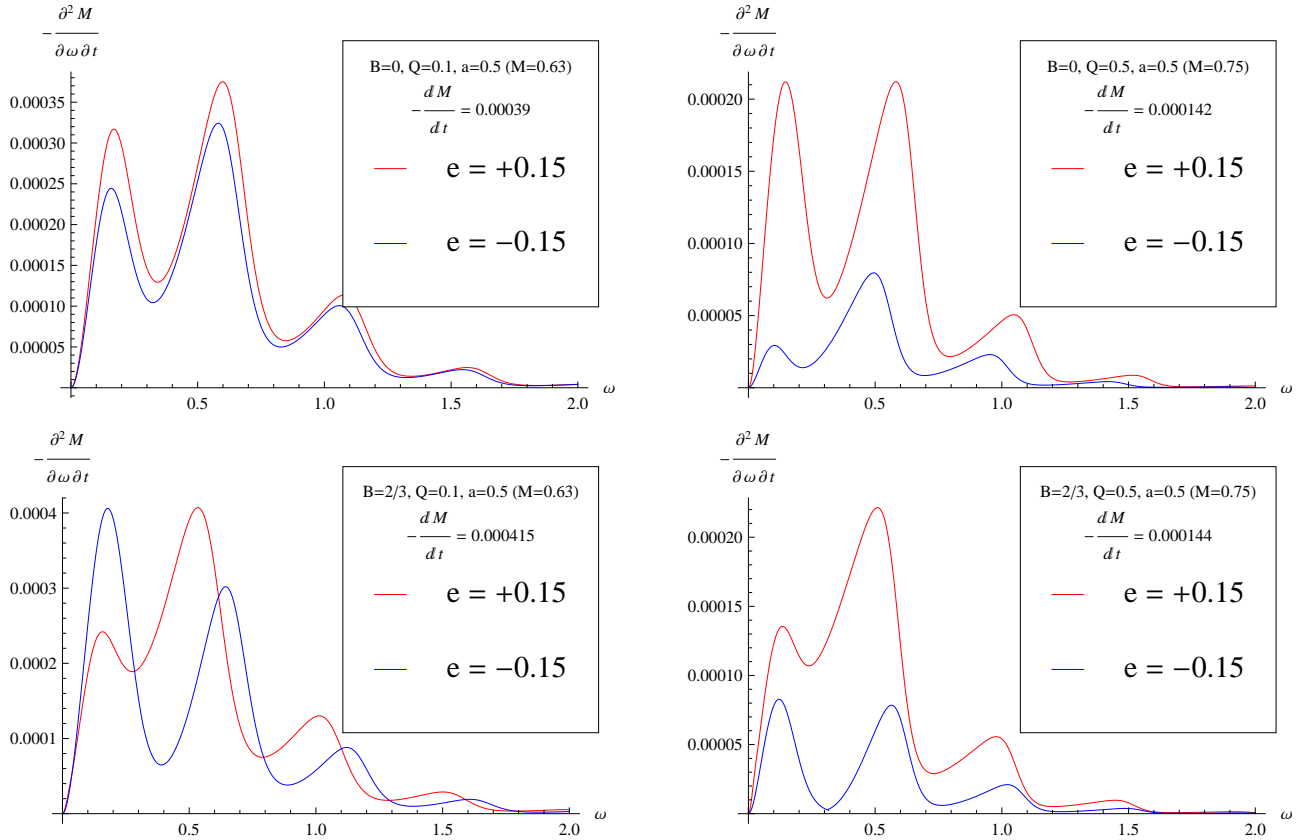 − ∂² M / ∂ω ∂t
B=0, Q=0.1, a=0.5 (M=0.63)
− ⅆM / ⅆt = 0.00039
e = +0.15
e = −0.15
0.00035
0.00030
0.00025
0.00020
0.00015
0.00010
0.00005
0.5 1.0 1.5 2.0 ω
− ∂² M / ∂ω ∂t
B=0, Q=0.5, a=0.5 (M=0.75)
− ⅆM / ⅆt = 0.000142
e = +0.15
e = −0.15
0.00020
0.00015
0.00010
0.00005
0.5 1.0 1.5 2.0 ω
− ∂² M / ∂ω ∂t
B=2/3, Q=0.1, a=0.5 (M=0.63)
− ⅆM / ⅆt = 0.000415
e = +0.15
e = −0.15
0.0004
0.0003
0.0002
0.0001
0.5 1.0 1.5 2.0 ω
− ∂² M / ∂ω ∂t
B=2/3, Q=0.5, a=0.5 (M=0.75)
− ⅆM / ⅆt = 0.000144
e = +0.15
e = −0.15
0.00020
0.00015
0.00010
0.00005
0.5 1.0 1.5 2.0 ω